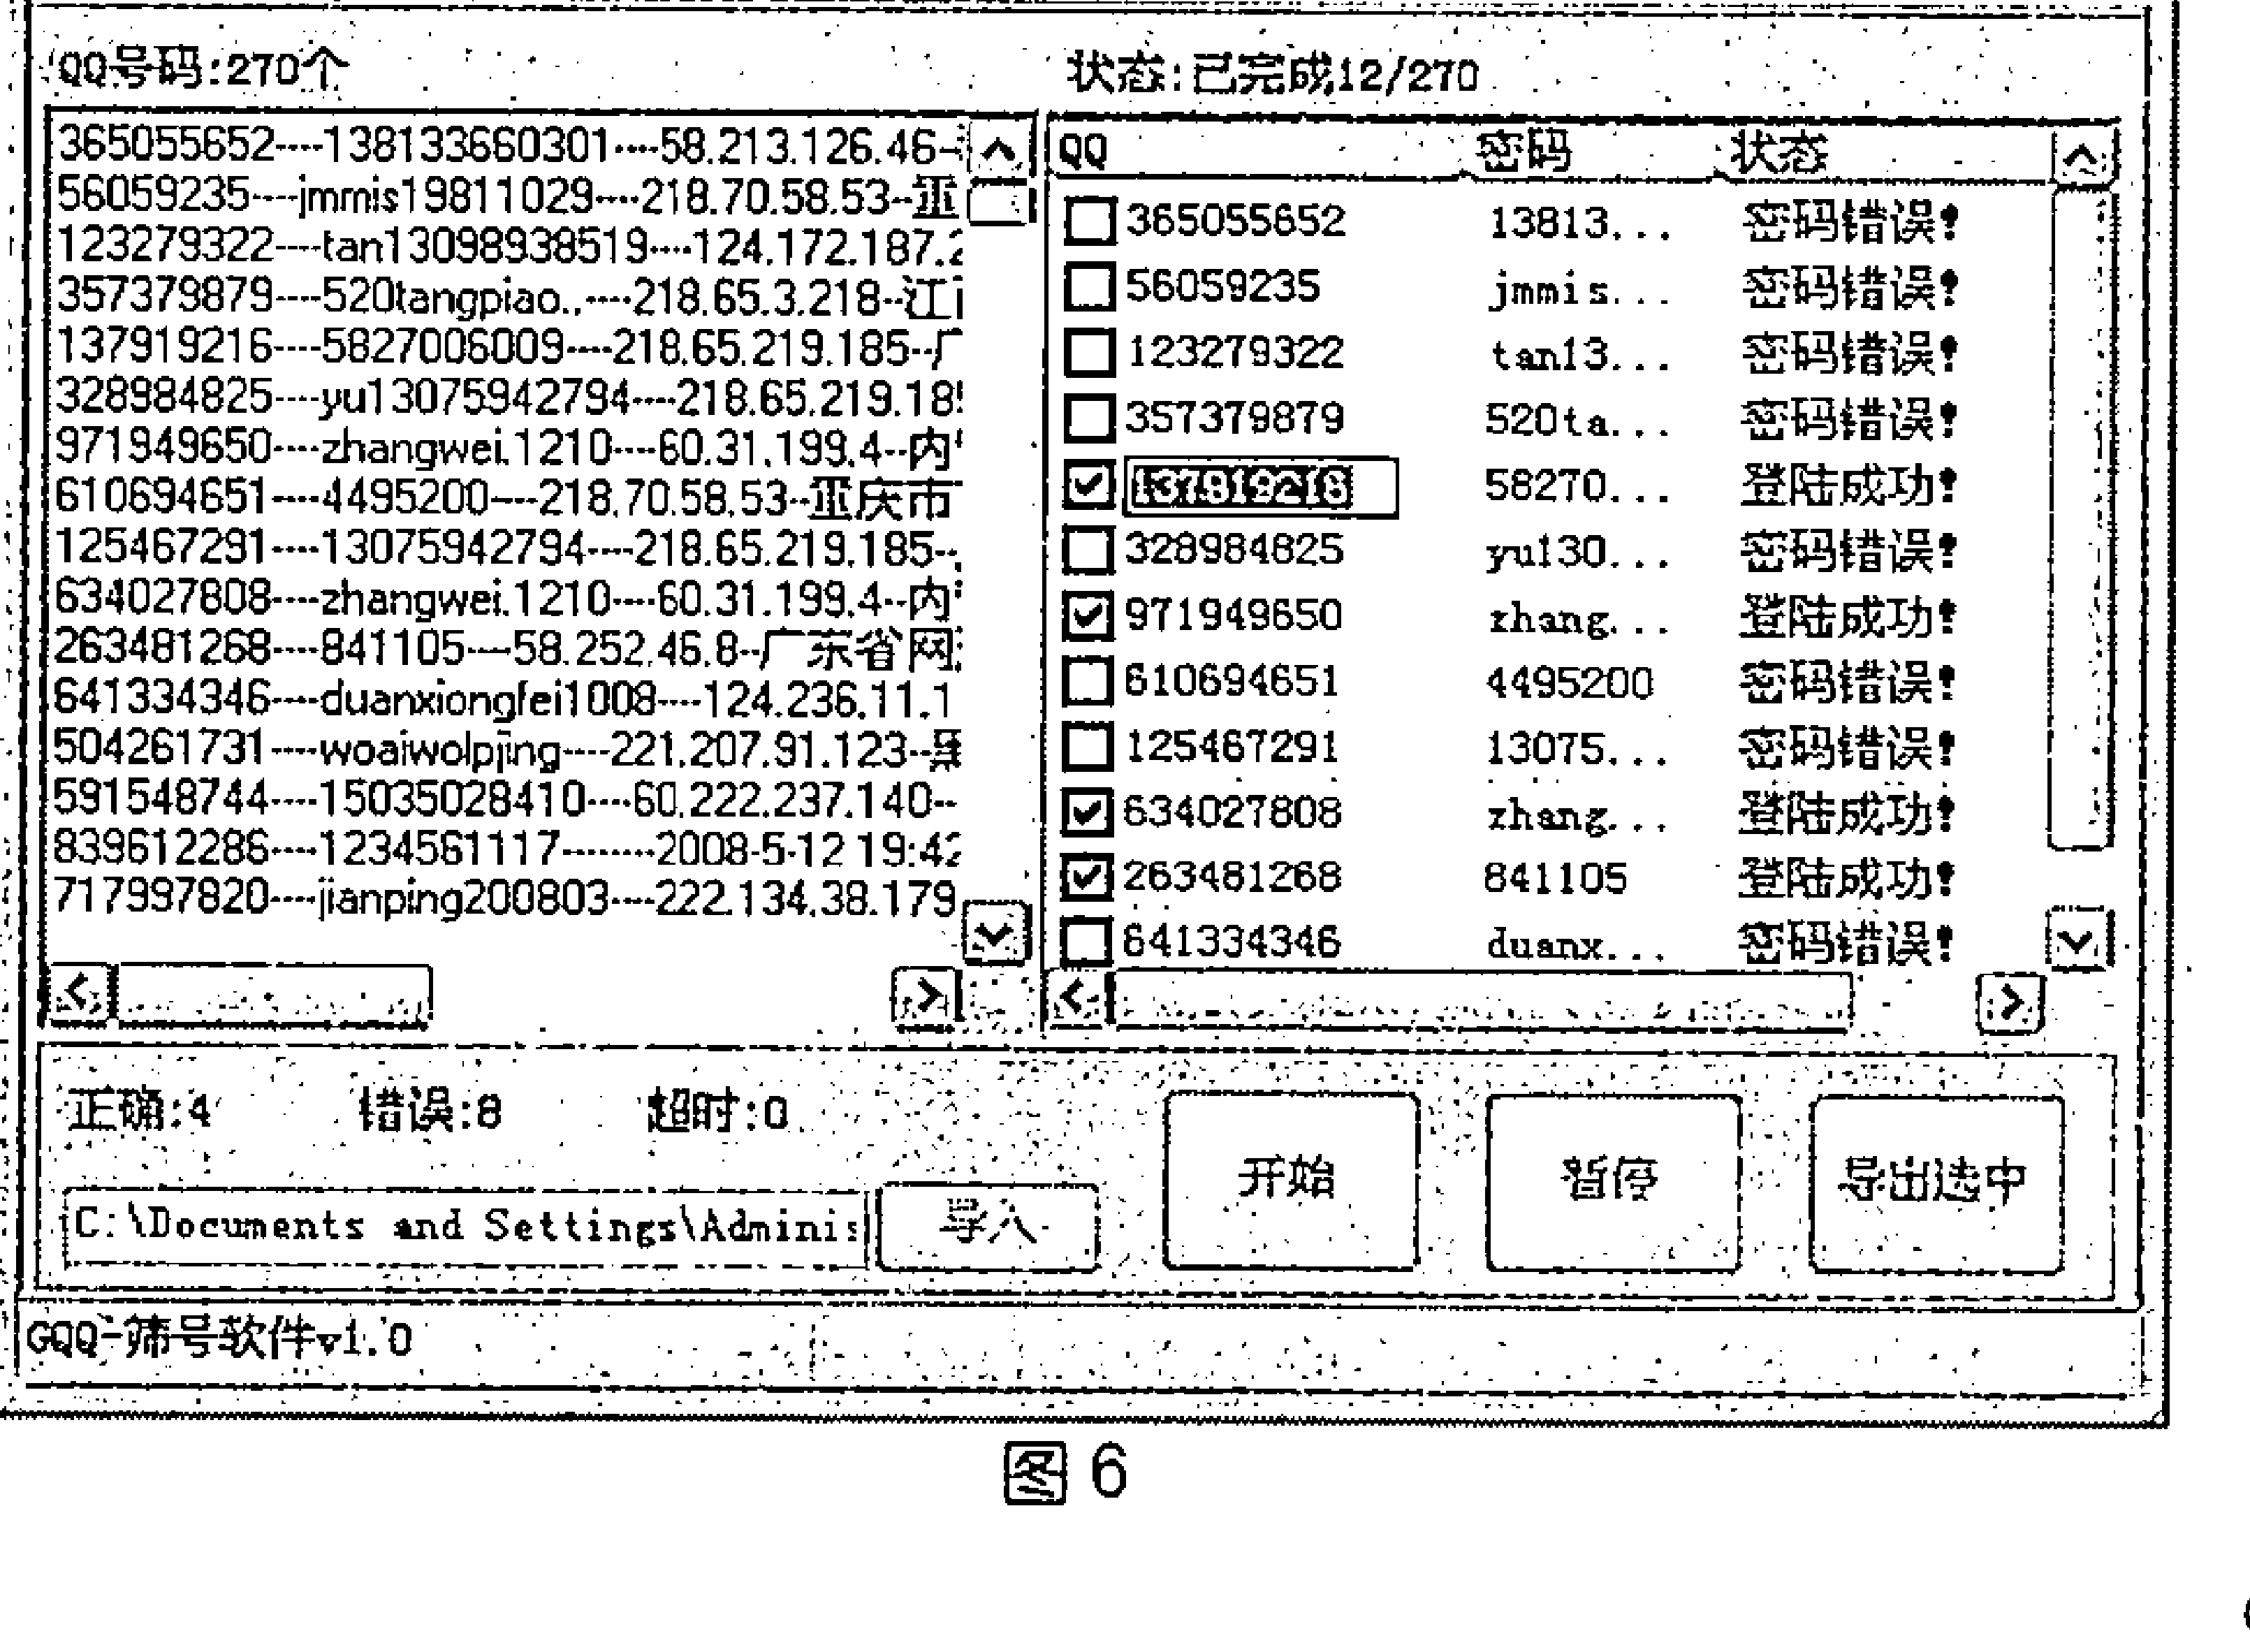 QQ号码:270个
365055652----138133660301----58.213.126.46-
56059235----jmmis19811029----218.70.58.53--重
123279322----tan13098938519----124.172.187.2
357379879----520tangpiao.,----218.65.3.218--江
137919216----5827006009----218.65.219.185--广
328984825----yu13075942794----218.65.219.18
971949650----zhangwei.1210----60.31.199.4--内
610694651----4495200----218.70.58.53--重庆市
125467291----13075942794----218.65.219.185--
634027808----zhangwei.1210----60.31.199.4--内
263481268----841105----58.252.46.8--广东省网
641334346----duanxiongfei1008----124.236.11.1
504261731----woaiwolpjing----221.207.91.123--黑
591548744----15035028410----60.222.237.140--
839612286----1234561117--------2008-5-12 19:42
717997820----jianping200803----222.134.38.179
状态:已完成12/270
QQ 密码 状态
365055652 13813... 密码错误!
56059235 jmmis... 密码错误!
123279322 tan13... 密码错误!
357379879 520ta... 密码错误!
137919216 58270... 登陆成功!
328984825 yu130... 密码错误!
971949650 zhang... 登陆成功!
610694651 4495200 密码错误!
125467291 13075... 密码错误!
634027808 zhang... 登陆成功!
263481268 841105 登陆成功!
641334346 duanx... 密码错误!
正确:4 错误:8 超时:0
C:\Documents and Settings\Adminis
导入
开始
暂停
导出选中
GQQ-筛号软件v1.0
图 6